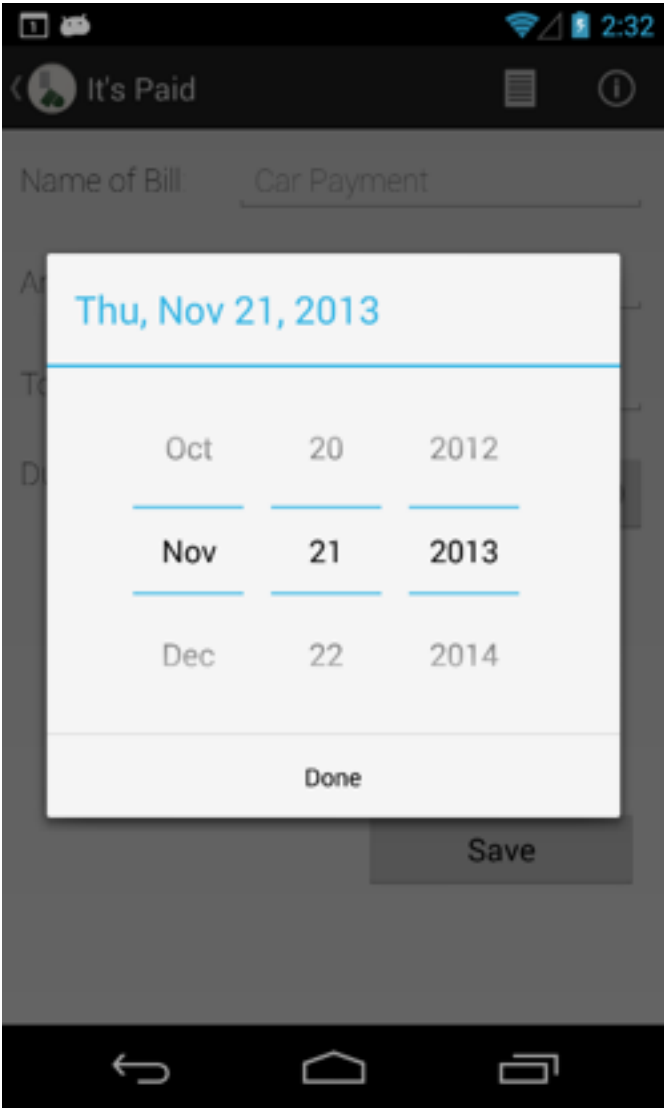 1 2:32
It's Paid
Name of Bill: Car Payment
Thu, Nov 21, 2013
Oct 20 2012
Nov 21 2013
Dec 22 2014
Done
Save